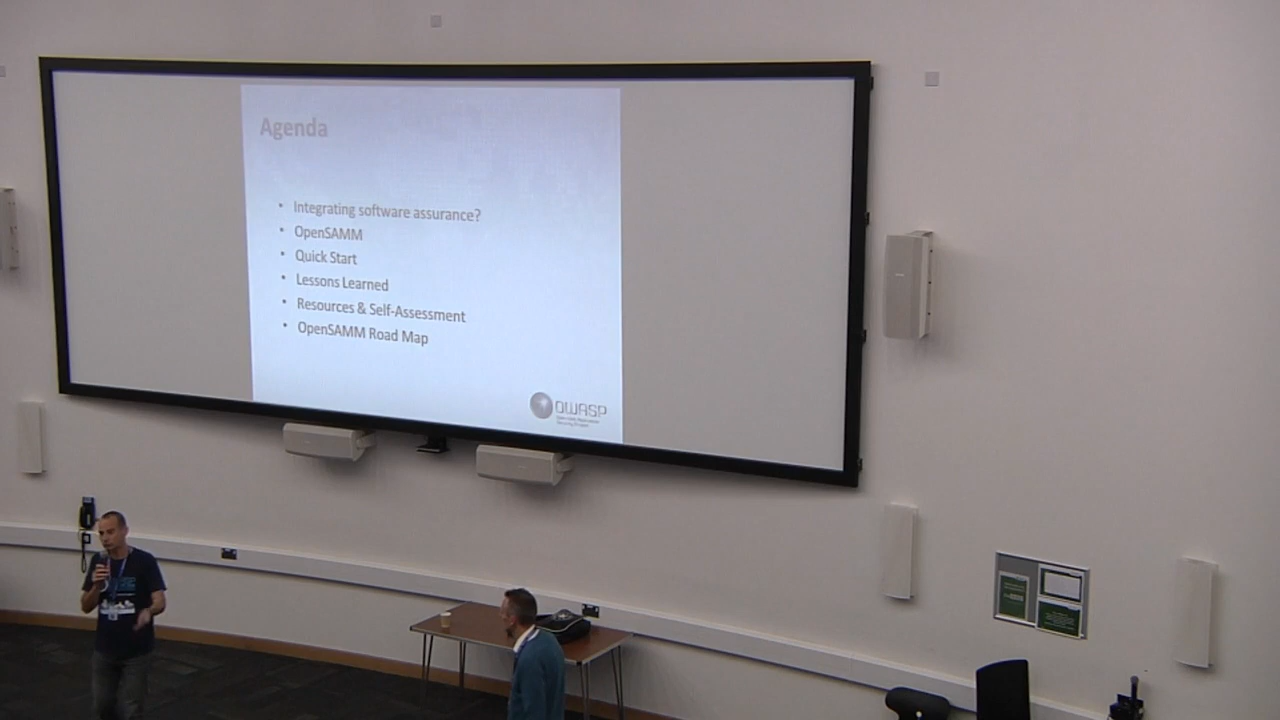 Agenda
• Integrating software assurance?
• OpenSAMM
• Quick Start
• Lessons Learned
• Resources & Self-Assessment
• OpenSAMM Road Map
OWASP